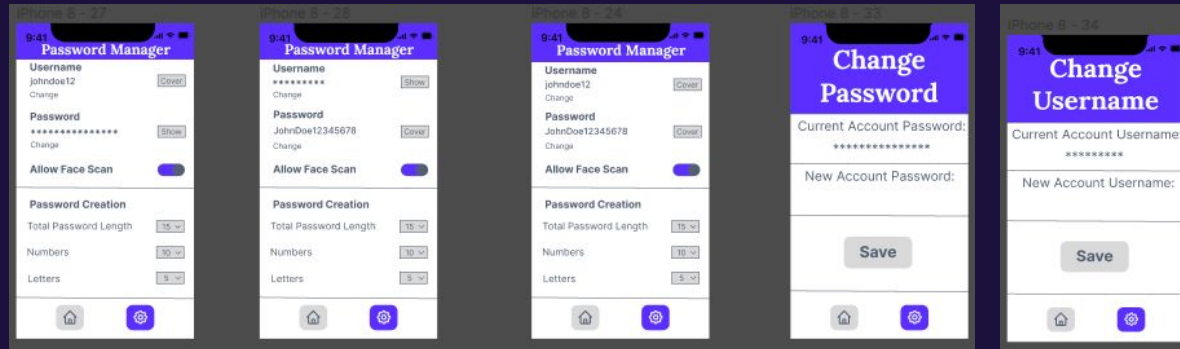 iPhone 8 – 27
9:41
Password Manager
Username
johndoe12
Cover
Change
Password
***************
Show
Change
Allow Face Scan
Password Creation
Total Password Length
15
Numbers
10
Letters
5
iPhone 8 – 28
9:41
Password Manager
Username
*********
Show
Change
Password
JohnDoe12345678
Cover
Change
Allow Face Scan
Password Creation
Total Password Length
15
Numbers
10
Letters
5
iPhone 8 – 24
9:41
Password Manager
Username
johndoe12
Cover
Change
Password
JohnDoe12345678
Cover
Change
Allow Face Scan
Password Creation
Total Password Length
15
Numbers
10
Letters
5
iPhone 8 – 33
9:41
Change
Password
Current Account Password:
***************
New Account Password:
Save
iPhone 8 – 34
9:41
Change
Username
Current Account Username:
*********
New Account Username:
Save